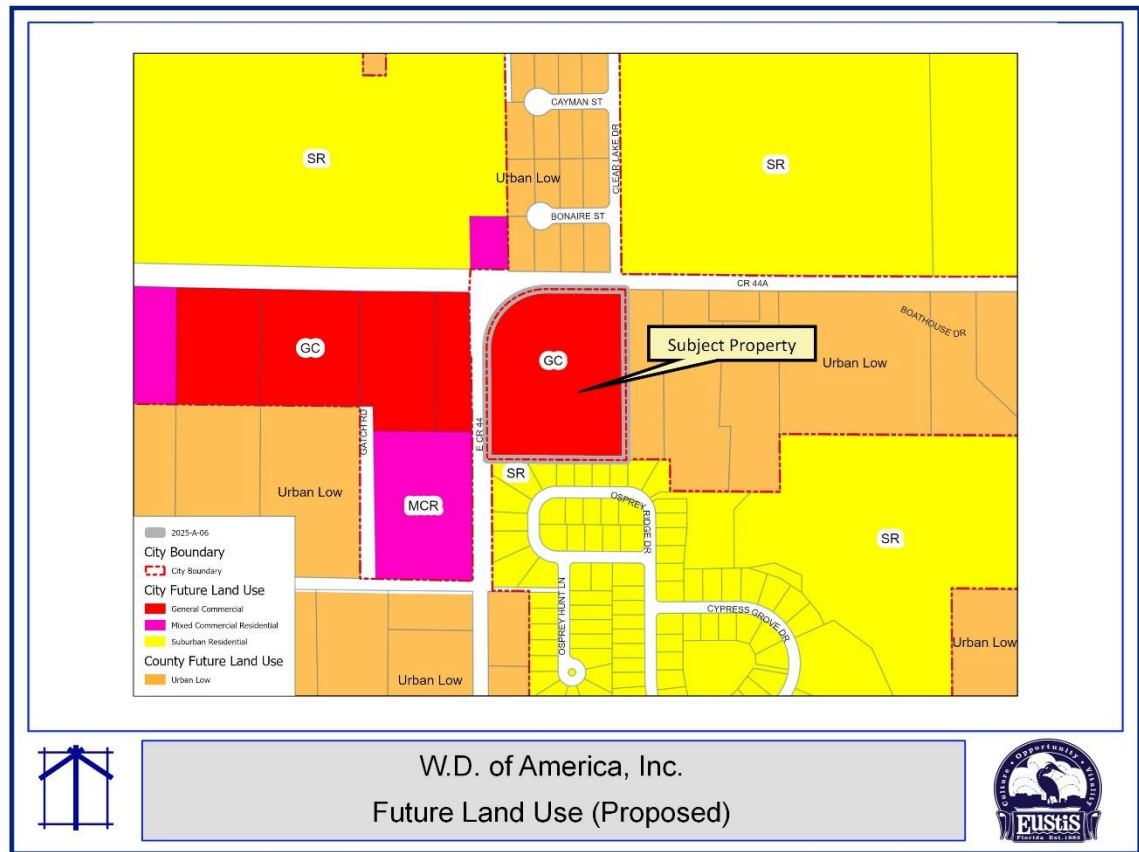 CAYMAN ST
CLEAR LAKE DR
SR
Urban Low
SR
BONAIRE ST
CR 44A
BOATHOUSE DR
GC
GC
Subject Property
Urban Low
E CR 44
GATCH RD
SR
Urban Low
MCR
OSPREY RIDGE DR
SR
OSPREY HUNT LN
CYPRESS GROVE DR
Urban Low
Urban Low
2025-A-06
City Boundary
City Boundary
City Future Land Use
General Commercial
Mixed Commercial Residential
Suburban Residential
County Future Land Use
Urban Low
W.D. of America, Inc.
Future Land Use (Proposed)
Culture • Opportunity • Vitality
EUSTIS
Florida Est. 1883